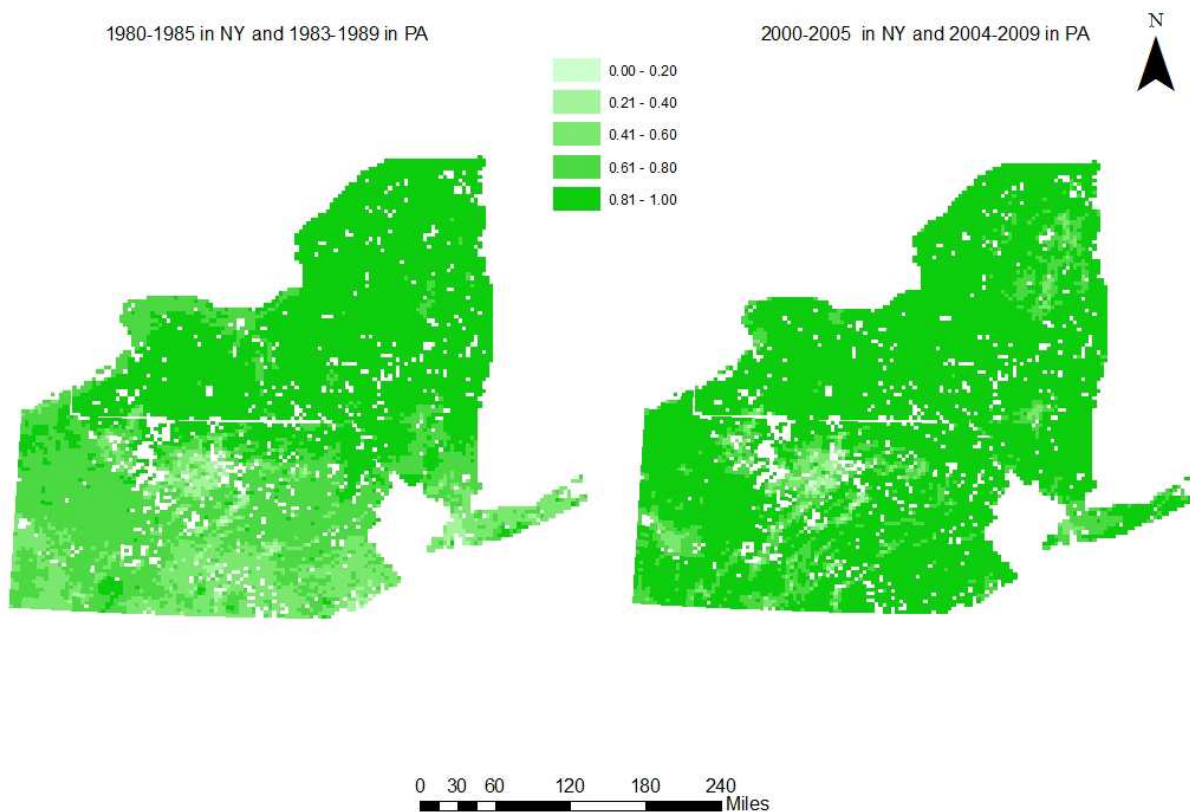 1980-1985 in NY and 1983-1989 in PA
2000-2005 in NY and 2004-2009 in PA
N
0.00 - 0.20
0.21 - 0.40
0.41 - 0.60
0.61 - 0.80
0.81 - 1.00
0 30 60 120 180 240
Miles